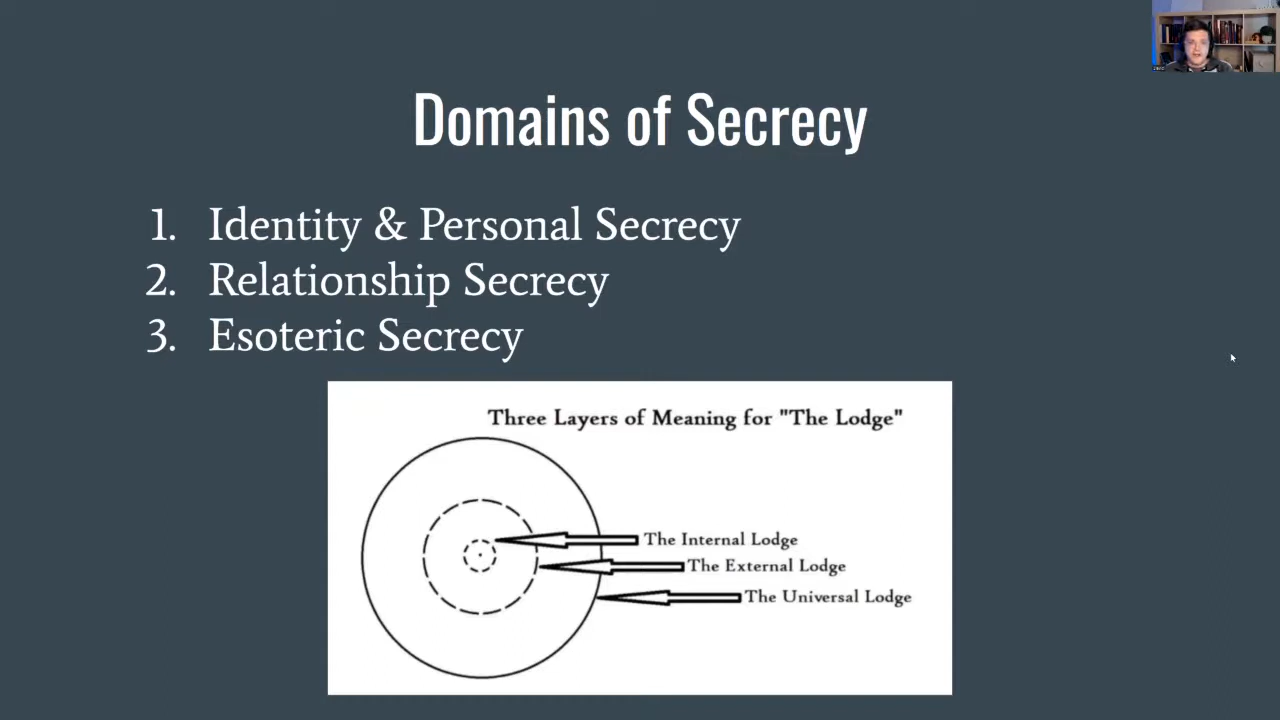 Domains of Secrecy
1. Identity & Personal Secrecy
2. Relationship Secrecy
3. Esoteric Secrecy
Three Layers of Meaning for "The Lodge"
The Internal Lodge
The External Lodge
The Universal Lodge